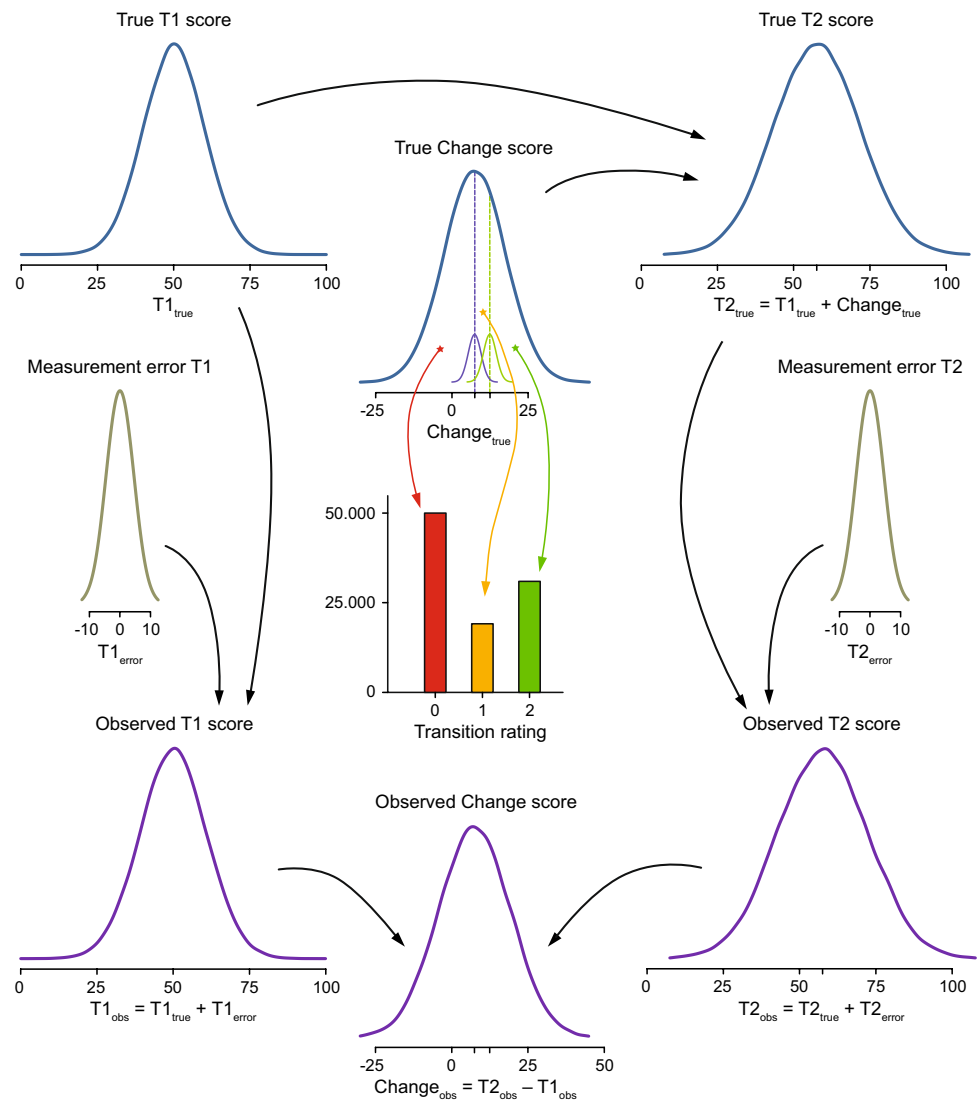 True T1 score
True T2 score
0 25 50 75 100
T1true
True Change score
-25 0 25
Changetrue
0 25 50 75 100
T2true = T1true + Changetrue
Measurement error T1
-10 0 10
T1error
Measurement error T2
-10 0 10
T2error
50.000
25.000
0
0 1 2
Transition rating
Observed T1 score
0 25 50 75 100
T1obs = T1true + T1error
Observed T2 score
0 25 50 75 100
T2obs = T2true + T2error
Observed Change score
-25 0 25 50
Changeobs = T2obs – T1obs